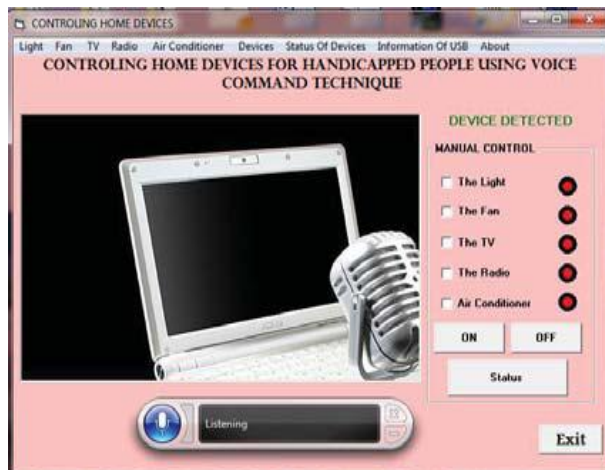 CONTROLING HOME DEVICES
Light Fan TV Radio Air Conditioner Devices Status Of Devices Information Of USB About
CONTROLING HOME DEVICES FOR HANDICAPPED PEOPLE USING VOICE
COMMAND TECHNIQUE
DEVICE DETECTED
MANUAL CONTROL
The Light
The Fan
The TV
The Radio
Air Conditioner
ON OFF
Status
Listening
Exit